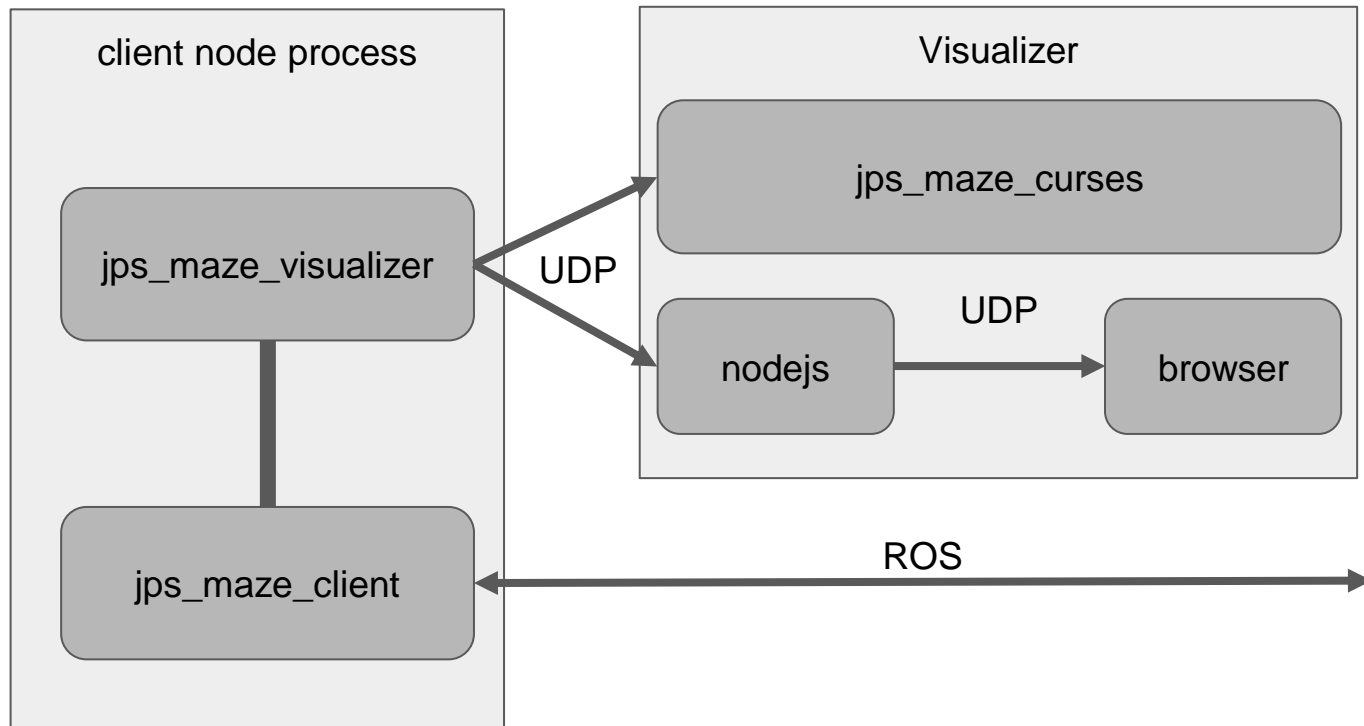 client node process
Visualizer
jps_maze_curses
jps_maze_visualizer
UDP
UDP
nodejs
browser
ROS
jps_maze_client